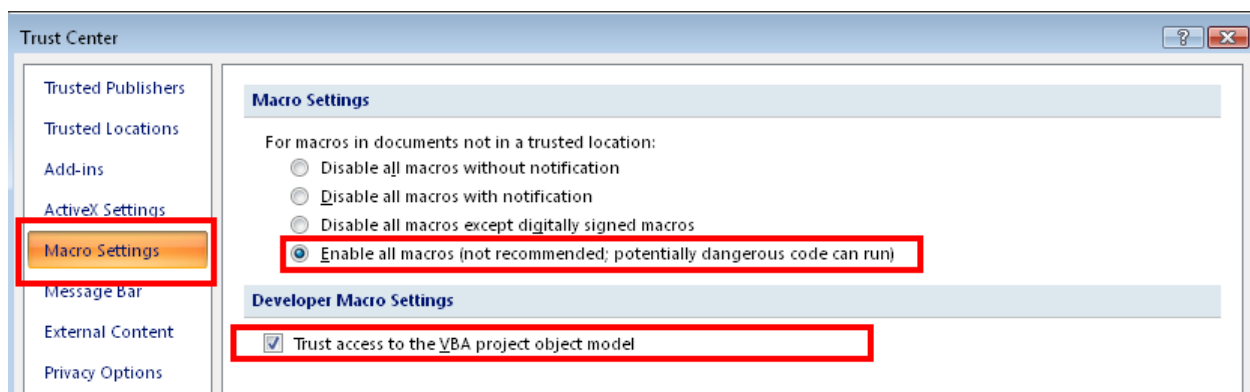 Trust Center
Trusted Publishers
Trusted Locations
Add-ins
ActiveX Settings
Macro Settings
Message Bar
External Content
Privacy Options
Macro Settings
For macros in documents not in a trusted location:
Disable all macros without notification
Disable all macros with notification
Disable all macros except digitally signed macros
Enable all macros (not recommended; potentially dangerous code can run)
Developer Macro Settings
Trust access to the VBA project object model